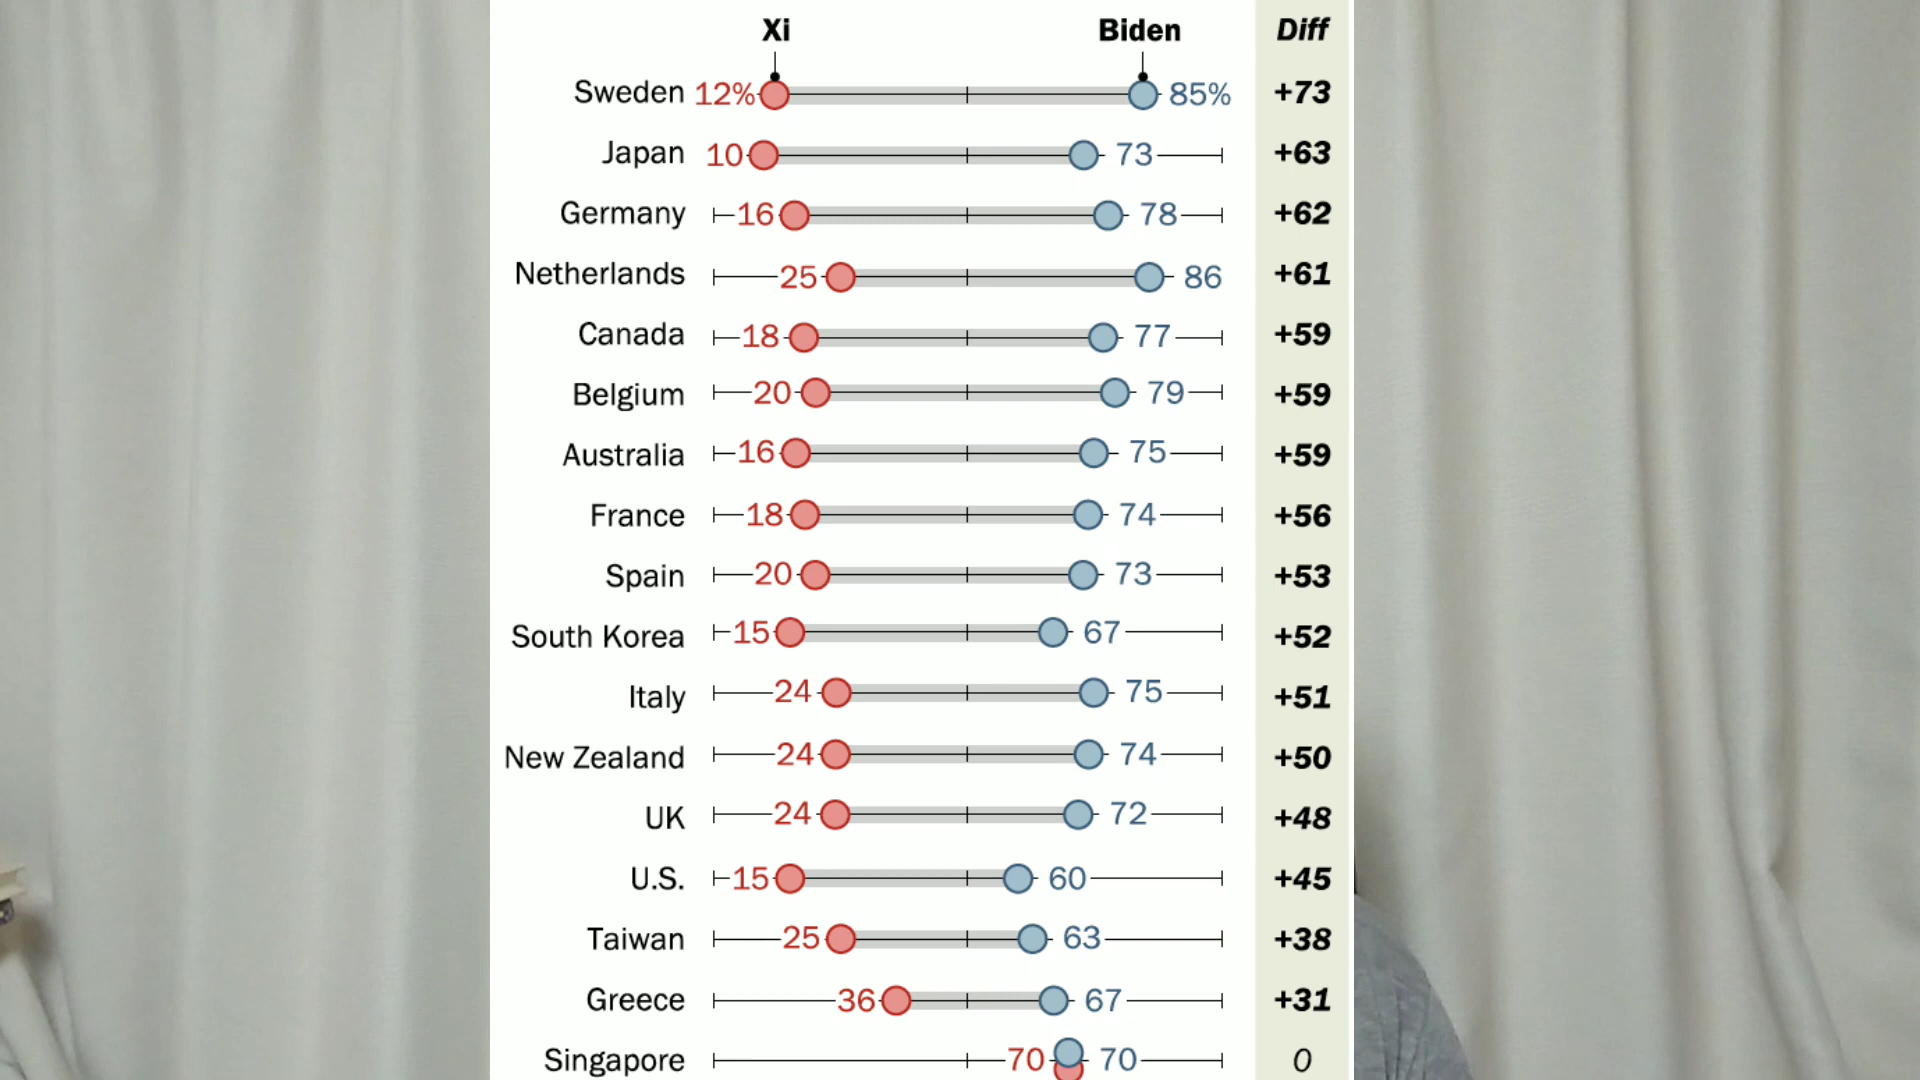 Xi Biden Diff
Sweden 12% 85% +73
Japan 10 73 +63
Germany 16 78 +62
Netherlands 25 86 +61
Canada 18 77 +59
Belgium 20 79 +59
Australia 16 75 +59
France 18 74 +56
Spain 20 73 +53
South Korea 15 67 +52
Italy 24 75 +51
New Zealand 24 74 +50
UK 24 72 +48
U.S. 15 60 +45
Taiwan 25 63 +38
Greece 36 67 +31
Singapore 70 70 0